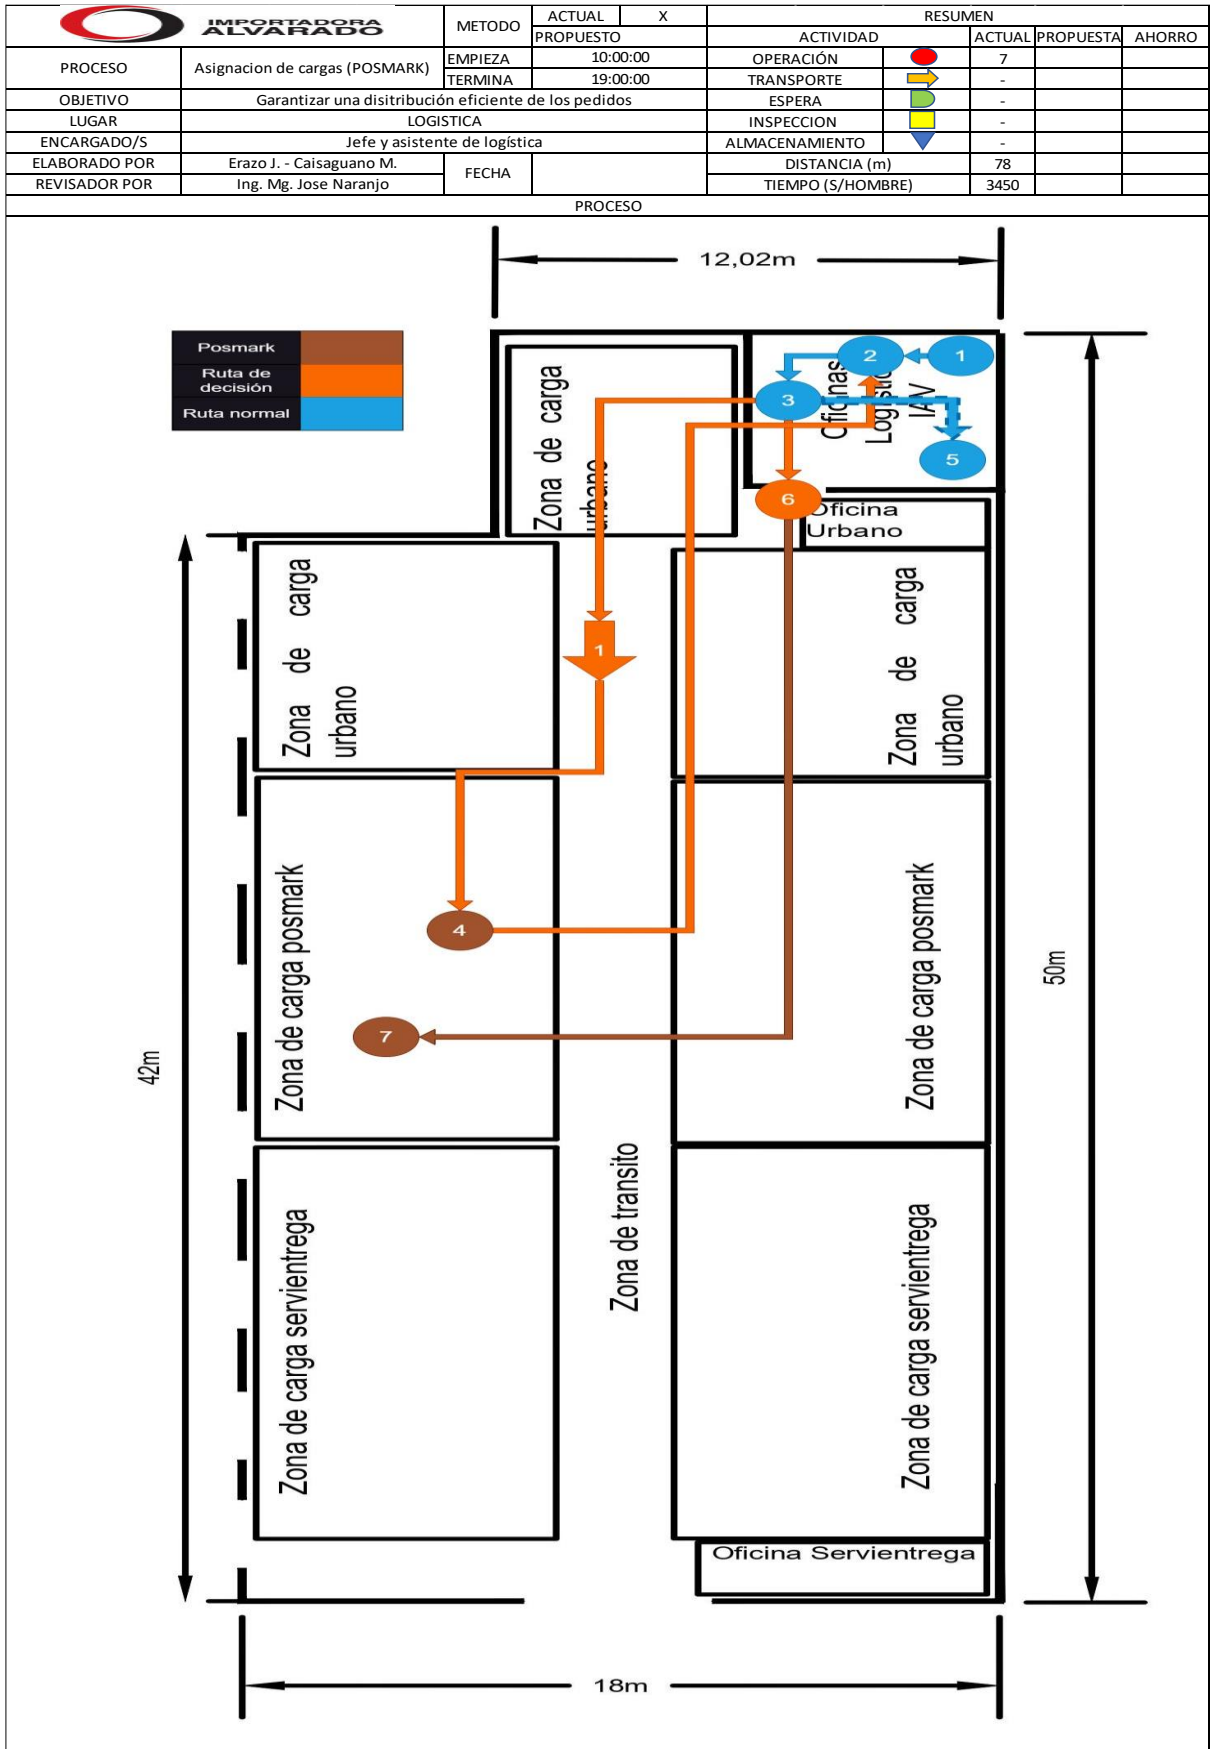 IMPORTADORA
ALVARADO
METODO
ACTUAL X
PROPUESTO
RESUMEN
ACTIVIDAD ACTUAL PROPUESTA AHORRO
PROCESO Asignacion de cargas (POSMARK)
EMPIEZA 10:00:00
TERMINA 19:00:00
OPERACIÓN 7
TRANSPORTE -
OBJETIVO Garantizar una disitribución eficiente de los pedidos
ESPERA -
LUGAR LOGISTICA
INSPECCION -
ENCARGADO/S Jefe y asistente de logística
ALMACENAMIENTO -
ELABORADO POR Erazo J. - Caisaguano M.
FECHA
DISTANCIA (m) 78
REVISADOR POR Ing. Mg. Jose Naranjo
TIEMPO (S/HOMBRE) 3450
PROCESO
12,02m
Posmark
Ruta de
decisión
Ruta normal
Zona de carga
urbano
Oficinas
Logistic
IAV
2
1
3
5
6
Oficina
Urbano
Zona de carga
urbano
1
Zona de carga
urbano
Zona de carga posmark
4
7
Zona de carga posmark
42m
50m
Zona de transito
Zona de carga servientrega
Zona de carga servientrega
Oficina Servientrega
18m